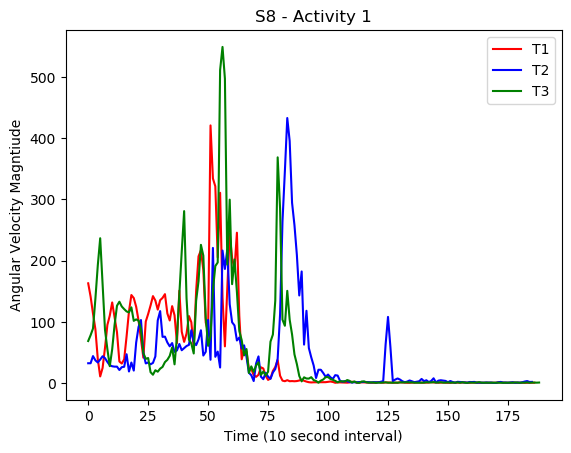 S8 - Activity 1
T1
T2
T3
500
400
300
200
100
0
Angular Velocity Magntiude
0 25 50 75 100 125 150 175
Time (10 second interval)